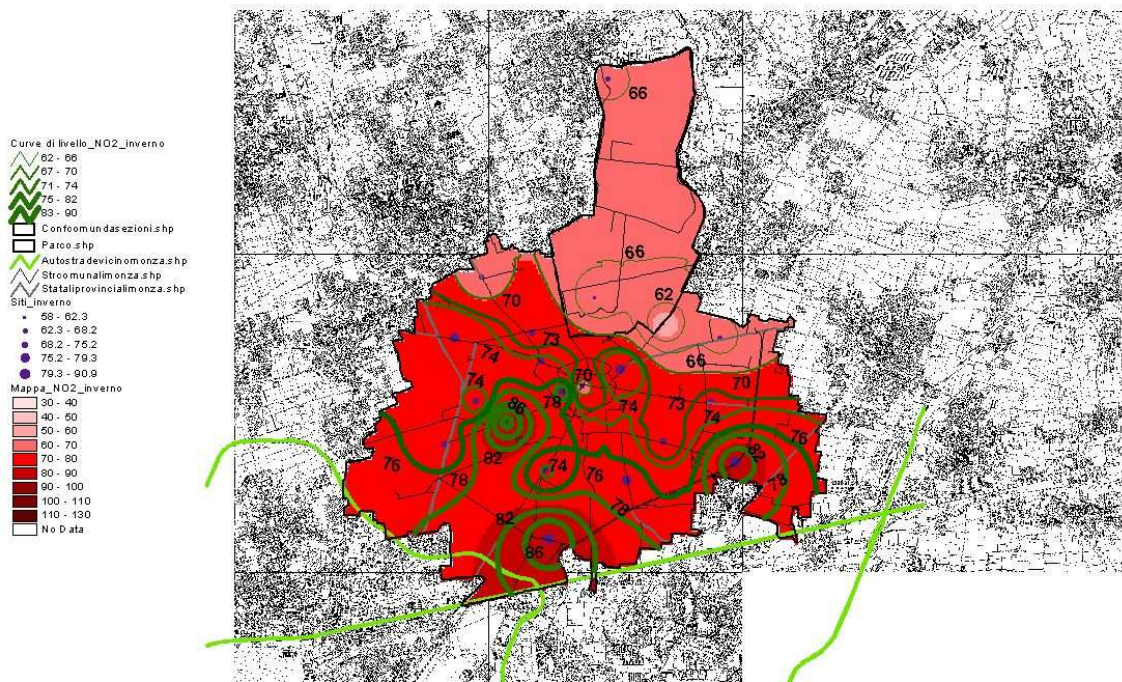 Curve di livello_NO2_inverno
62 - 66
67 - 70
71 - 74
75 - 82
83 - 90
Confcomundasezioni.shp
Parco.shp
Autostradevicinomonza.shp
Strcomunalimonza.shp
Stataliprovincialimonza.shp
Siti_inverno
58 - 62.3
62.3 - 68.2
68.2 - 75.2
75.2 - 79.3
79.3 - 90.9
Mappa_NO2_inverno
30 - 40
40 - 50
50 - 60
60 - 70
70 - 80
80 - 90
90 - 100
100 - 110
110 - 130
No Data
66
66
62
70
73
74
66
70
74
70
78
74
73
74
86
76
82
82
76
78
74
76
78
78
82
86